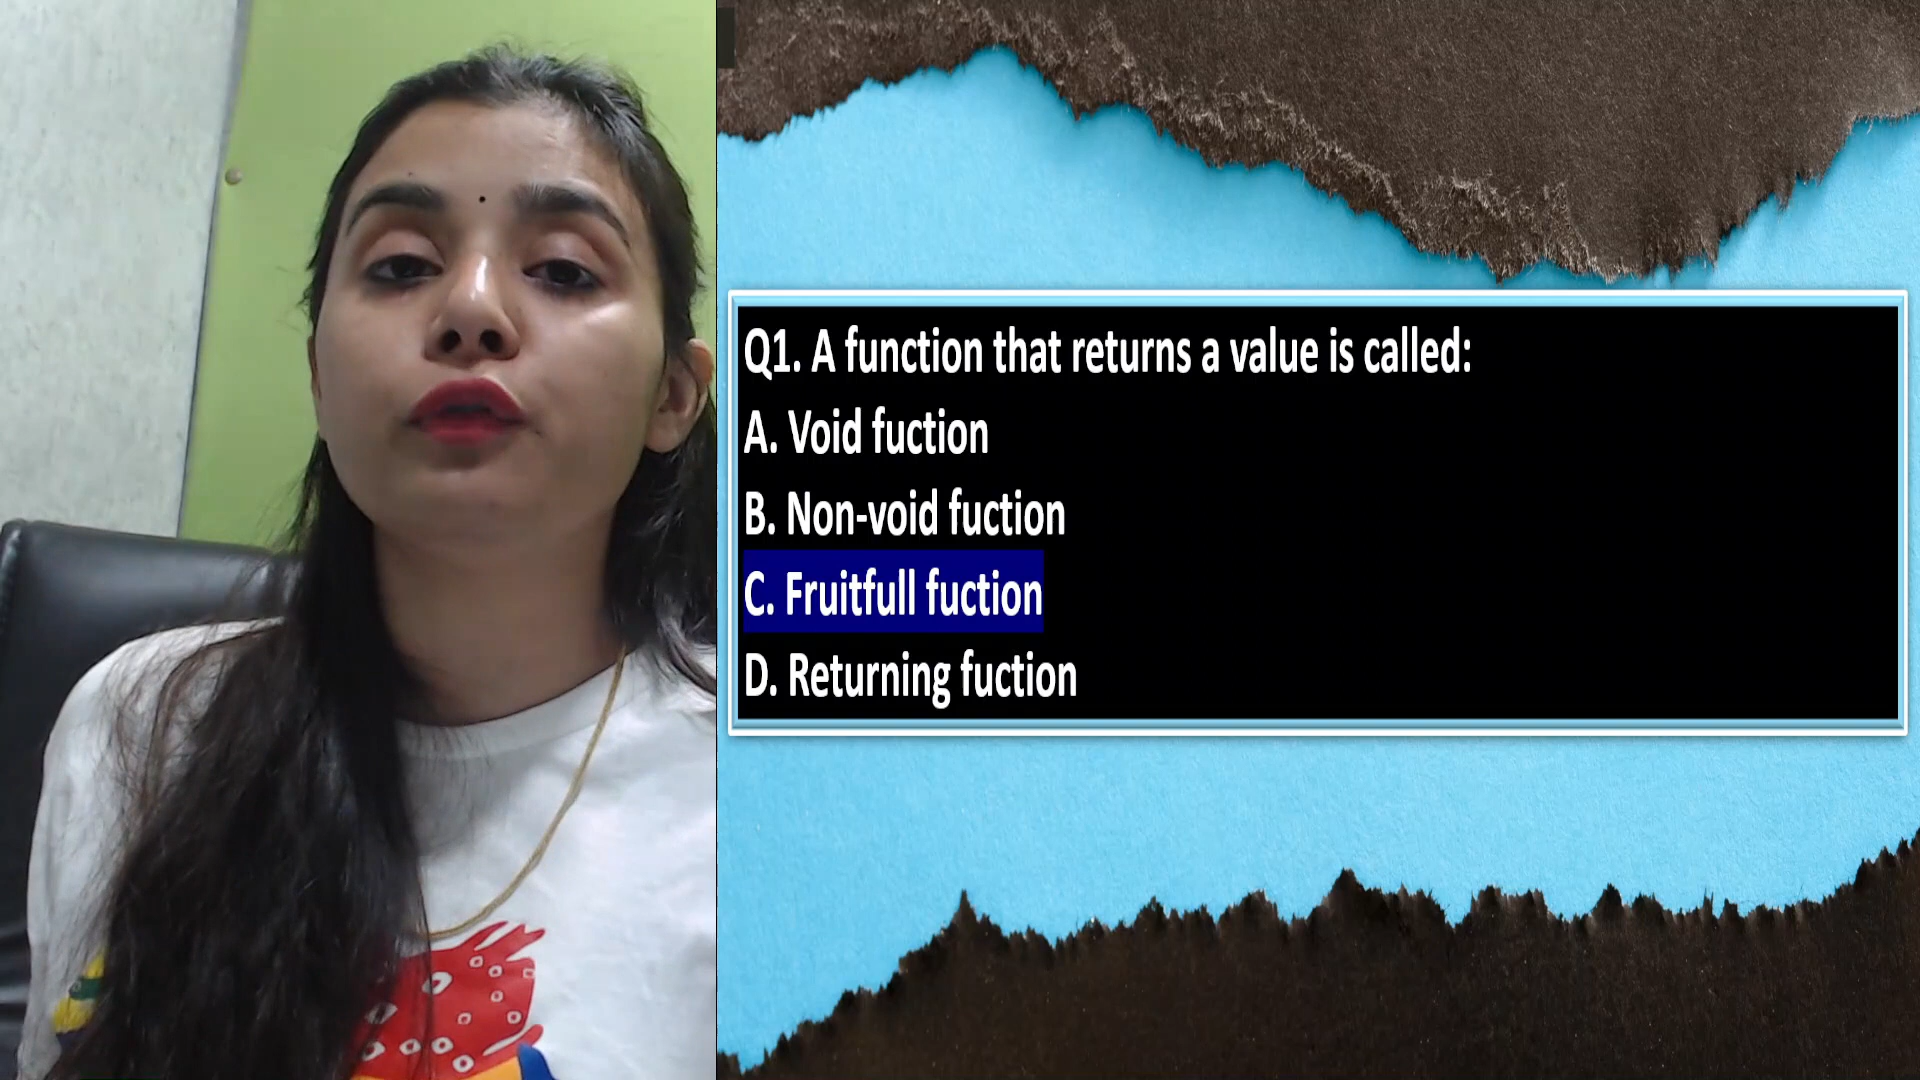 Q1. A function that returns a value is called:
A. Void fuction
B. Non-void fuction
C. Fruitfull fuction
D. Returning fuction